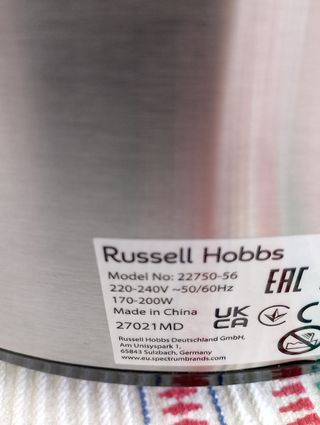 Russell Hobbs
Model No: 22750-56
220-240V ~50/60Hz
170-200W
Made in China
27021MD
EAC
UK
CA
Russell Hobbs Deutschland GmbH,
Am Unisyspark 1,
65843 Sulzbach, Germany
www.eu.spectrumbrands.com